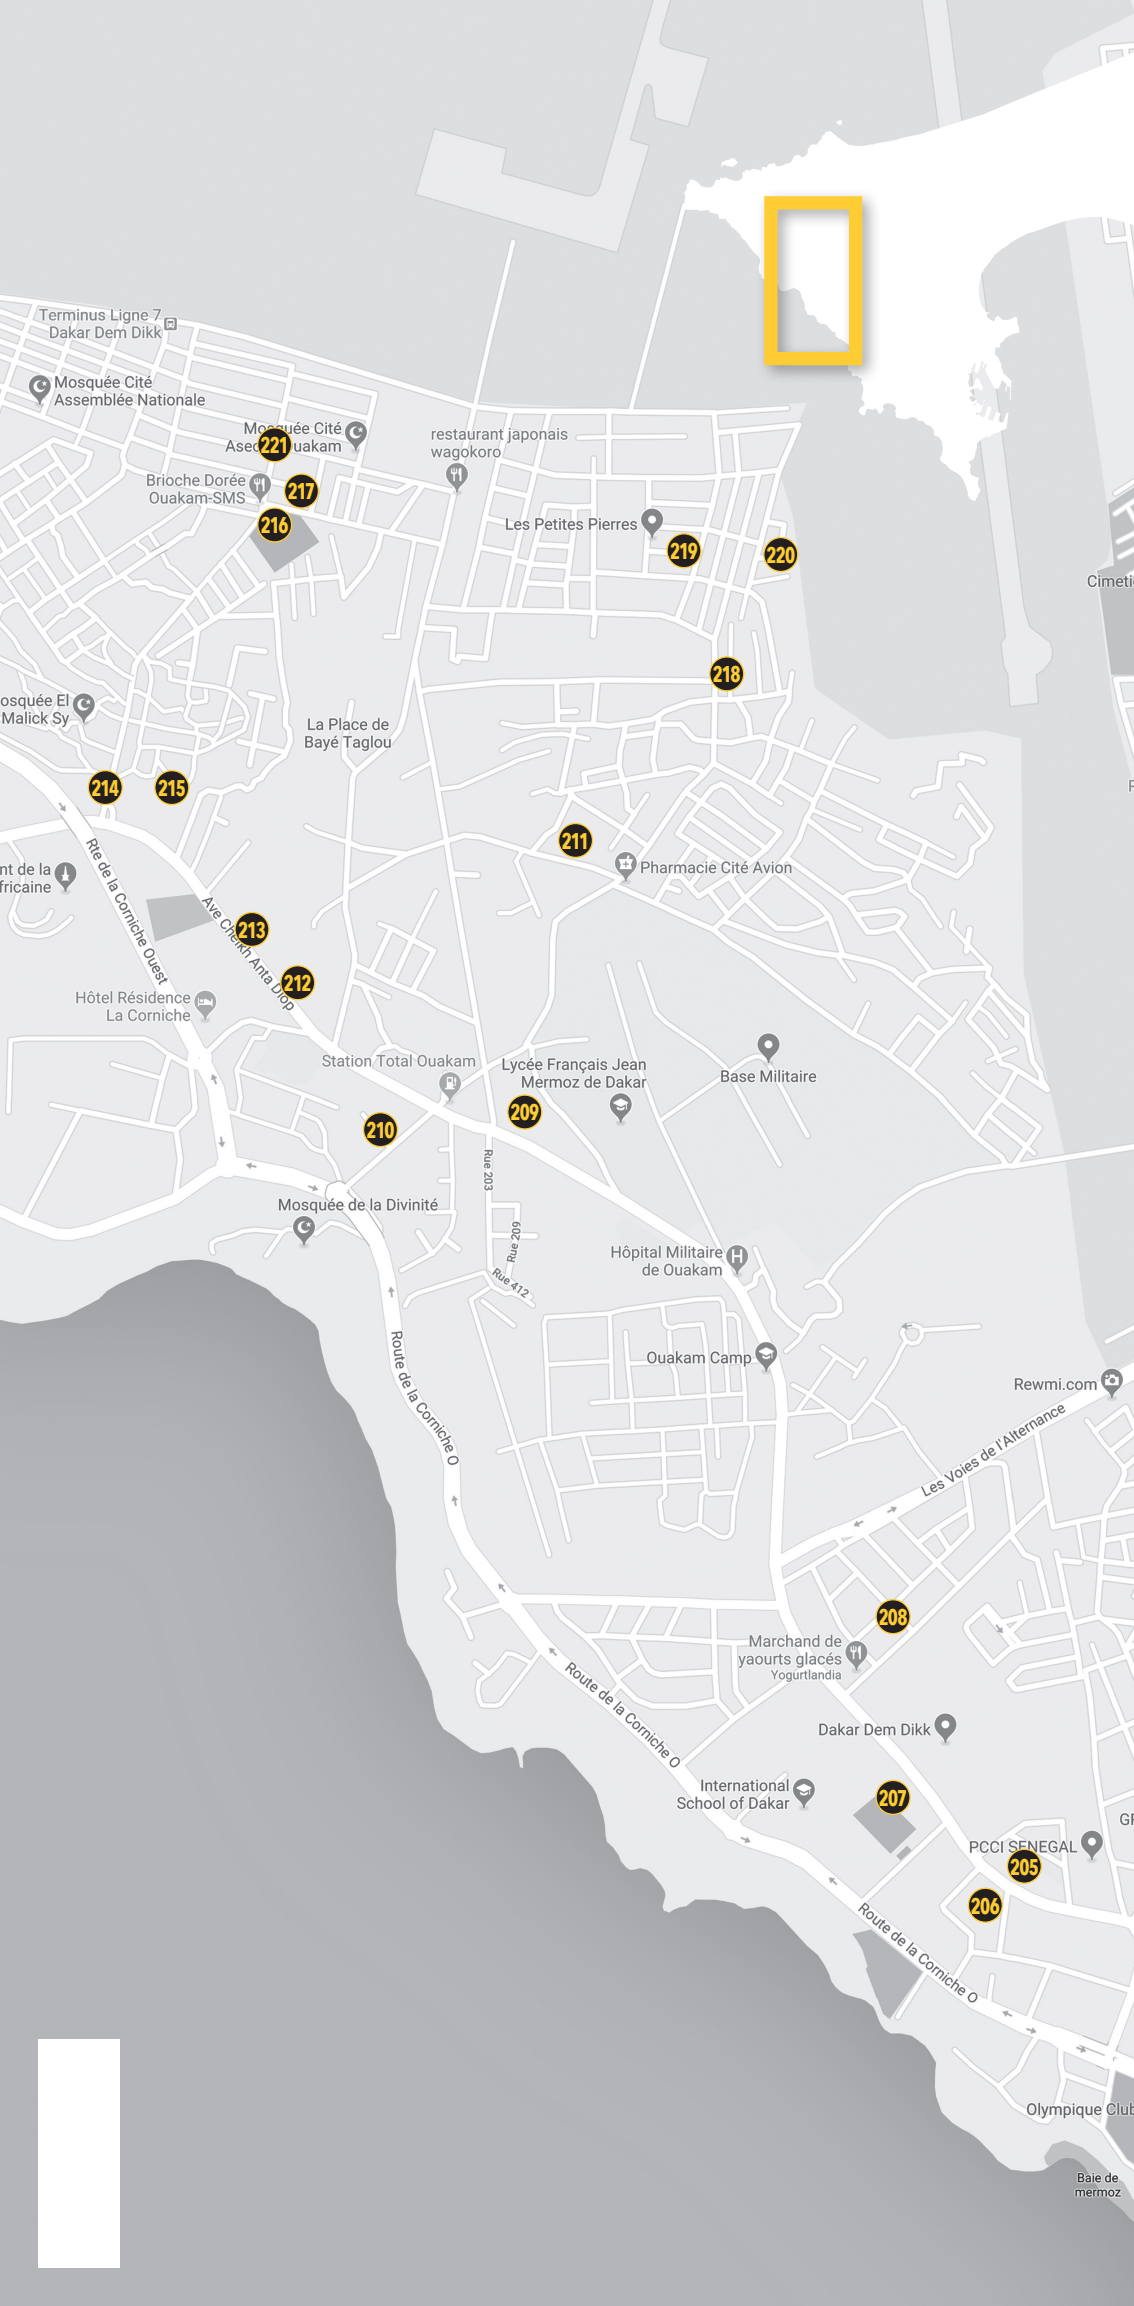 Terminus Ligne 7
Dakar Dem Dikk
Mosquée Cité
Assemblée Nationale
Mosquée Cité
221
restaurant japonais
wagokoro
Brioche Dorée
Ouakam-SMS
217
216
Les Petites Pierres
219
220
Cimeti
218
osquée El
Malick Sy
La Place de
Bayé Taglou
214
215
211
Pharmacie Cité Avion
nt de la
fricaine
Rte de la Corniche Ouest
Ave Cheikh Anta Diop
213
212
Hôtel Résidence
La Corniche
Station Total Ouakam
Lycée Français Jean
Mermoz de Dakar
Base Militaire
209
210
Rue 203
Mosquée de la Divinité
Rue 209
Rue 412
Hôpital Militaire
de Ouakam
H
Route de la Corniche O
Ouakam Camp
Rewmi.com
Les Voies de l'Alternance
208
Marchand de
yaourts glacés
Yogurtlandia
Route de la Corniche O
Dakar Dem Dikk
International
School of Dakar
207
PCCI SENEGAL
GF
205
206
Route de la Corniche O
Olympique Club
Baie de
mermoz